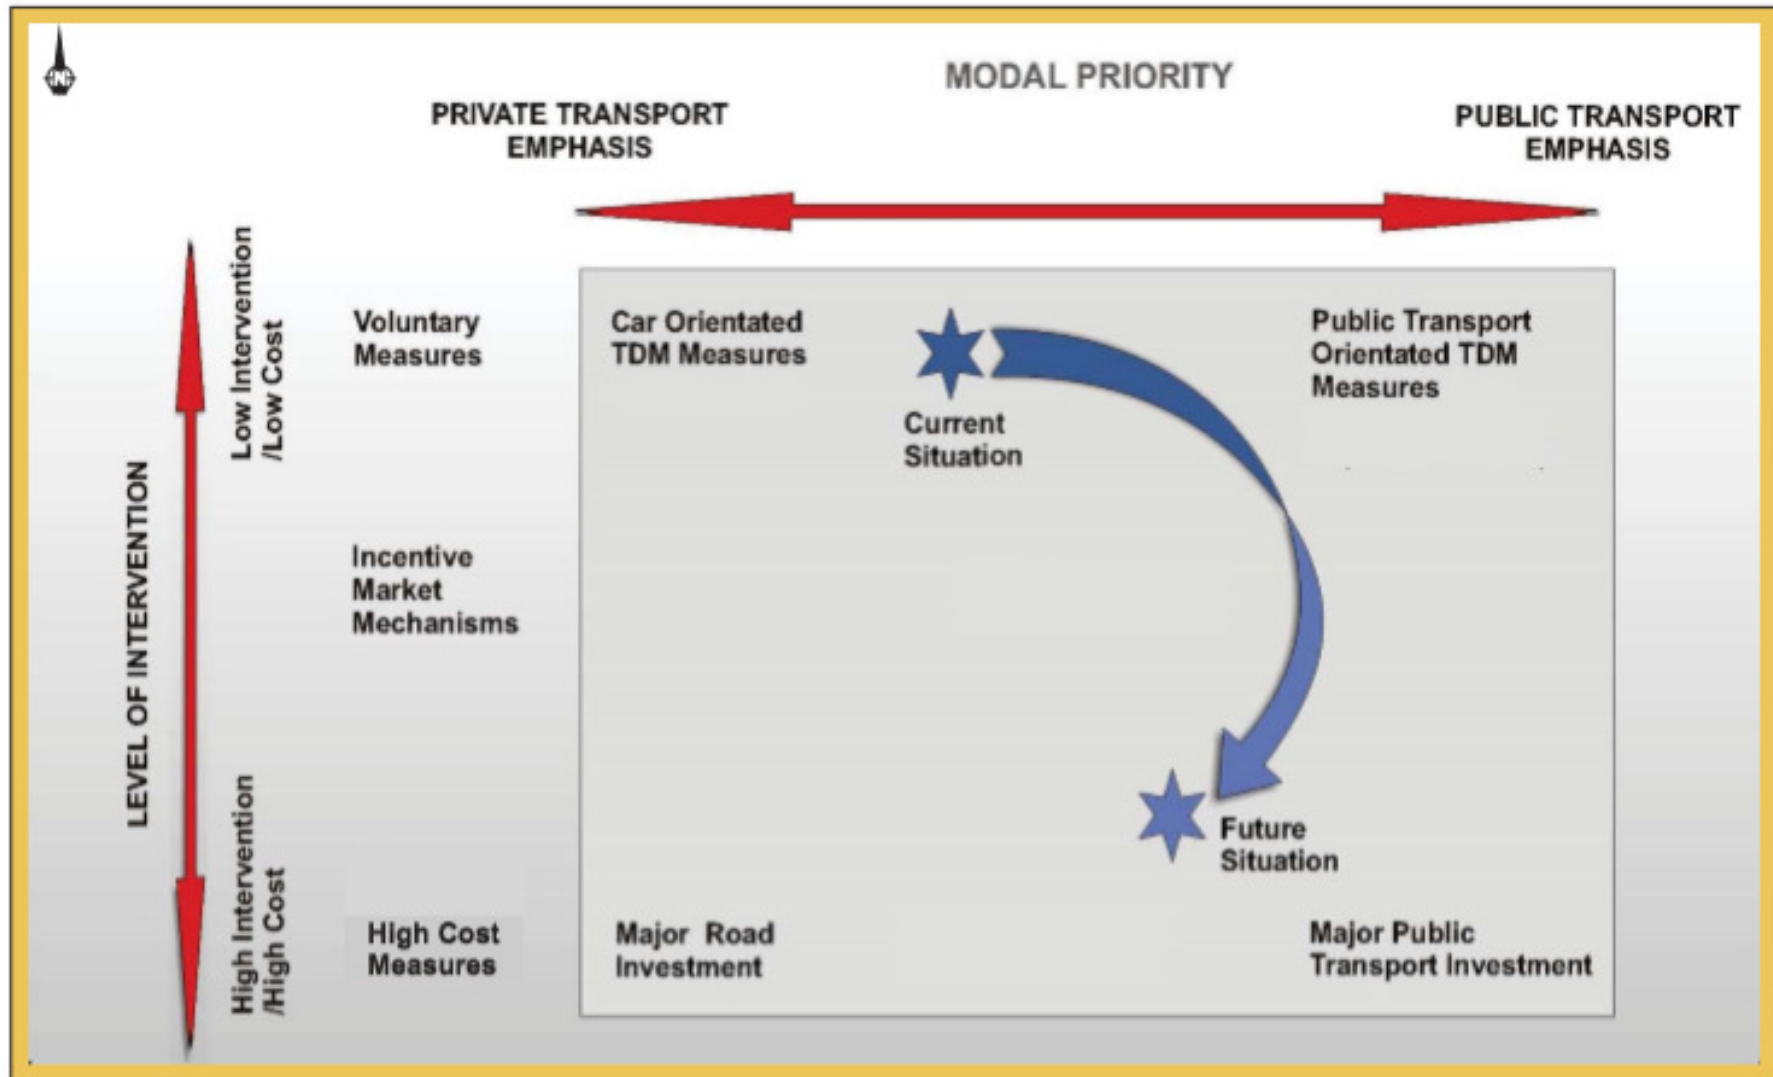 N
MODAL PRIORITY
PRIVATE TRANSPORT
EMPHASIS
PUBLIC TRANSPORT
EMPHASIS
LEVEL OF INTERVENTION
Low Intervention
/Low Cost
High Intervention
/High Cost
Voluntary
Measures
Incentive
Market
Mechanisms
High Cost
Measures
Car Orientated
TDM Measures
Current
Situation
Public Transport
Orientated TDM
Measures
Future
Situation
Major Road
Investment
Major Public
Transport Investment